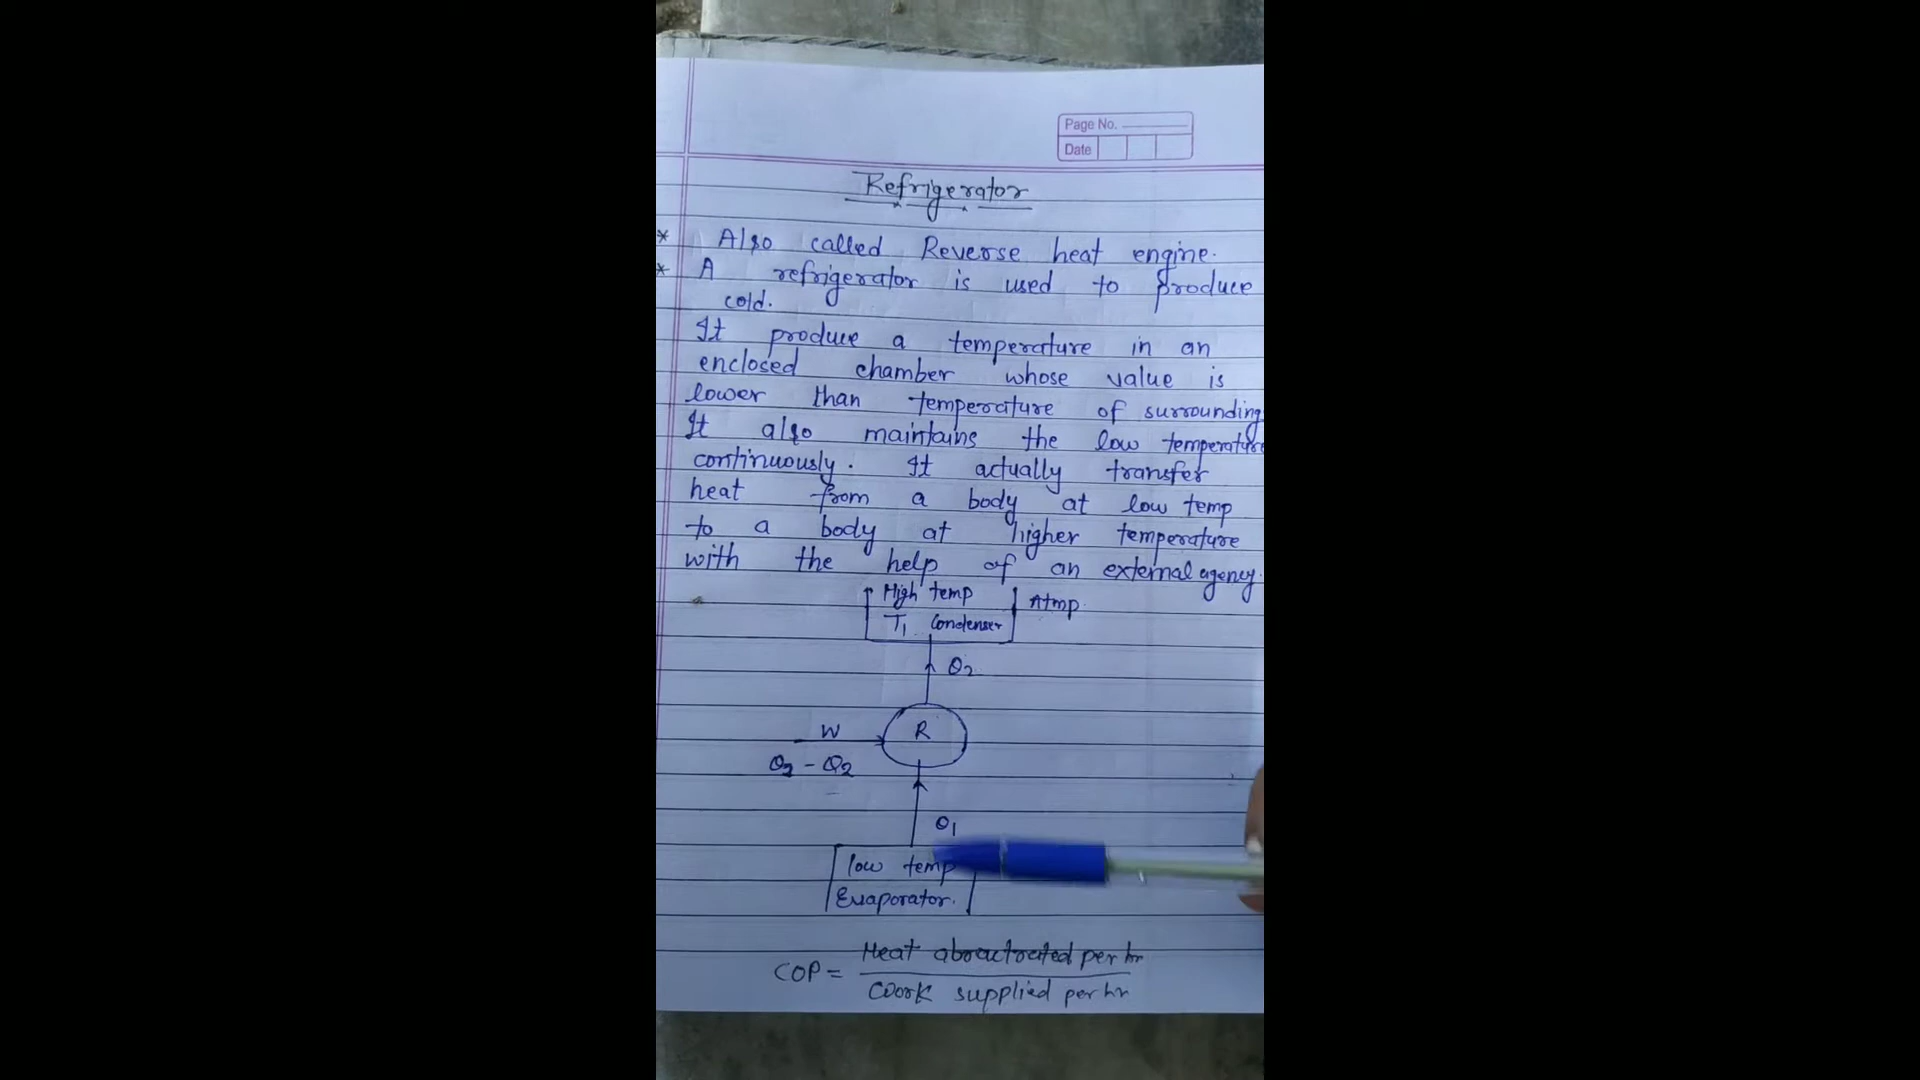 Page No.
Date
Refrigerator
* Also called Reverse heat engine.
* A refrigerator is used to produce
cold.
It produce a temperature in an
enclosed chamber whose value is
lower than temperature of surrounding
It also maintains the low temperature
continuously. It actually transfer
heat from a body at low temp
to a body at higher temperature
with the help of an external agency.
High temp Atmp.
T1 Condenser
Q2
W
R
- Q2
Q1
low temp
Evaporator.
Heat per hr
COP =
work supplied per hr